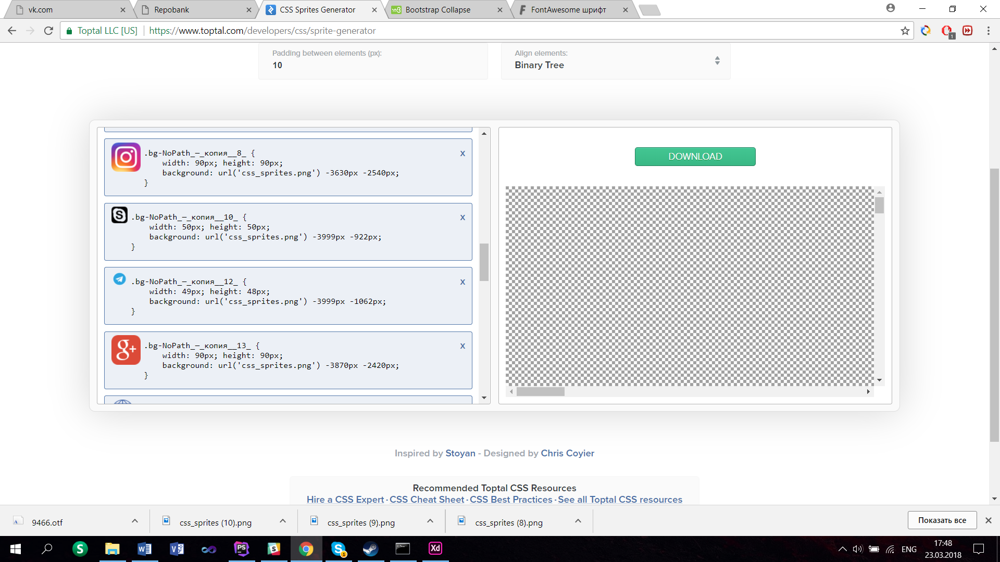 vk.com
Repobank
CSS Sprites Generator
Bootstrap Collapse
FontAwesome шрифт
Toptal LLC [US]
https://www.toptal.com/developers/css/sprite-generator
1
Padding between elements (px):
10
Align elements:
Binary Tree
.bg-NoPath_—_копия__8_ {
width: 90px; height: 90px;
background: url('css_sprites.png') -3630px -2540px;
}
X
.bg-NoPath_—_копия__10_ {
width: 50px; height: 50px;
background: url('css_sprites.png') -3999px -922px;
}
X
.bg-NoPath_—_копия__12_ {
width: 49px; height: 48px;
background: url('css_sprites.png') -3999px -1062px;
}
X
.bg-NoPath_—_копия__13_ {
width: 90px; height: 90px;
background: url('css_sprites.png') -3870px -2420px;
}
X
DOWNLOAD
Inspired by Stoyan - Designed by Chris Coyier
Recommended Toptal CSS Resources
Hire a CSS Expert · CSS Cheat Sheet · CSS Best Practices · See all Toptal CSS resources
9466.otf
css_sprites (10).png
css_sprites (9).png
css_sprites (8).png
Показать все
ENG
17:48
23.03.2018